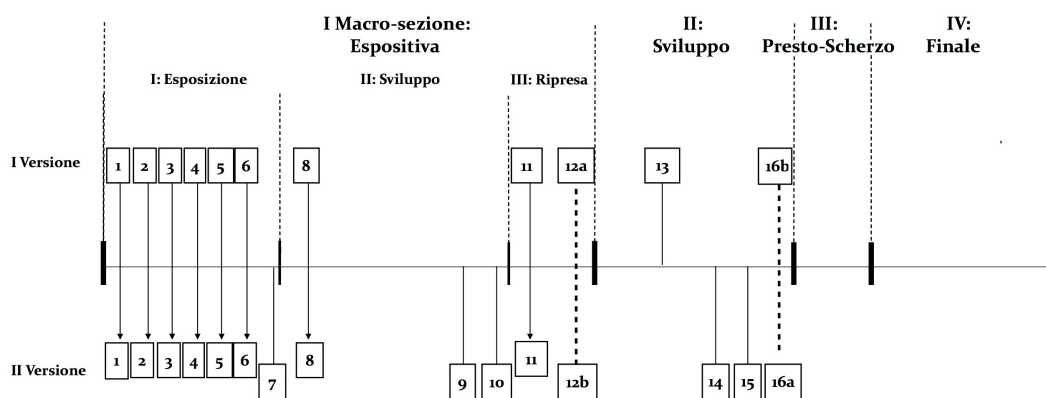 I Macro-sezione: II: III: IV:
Espositiva Sviluppo Presto-Scherzo Finale
I: Esposizione II: Sviluppo III: Ripresa
I Versione 1 2 3 4 5 6 8 11 12a 13 16b
II Versione 1 2 3 4 5 6 7 8 9 10 11 12b 14 15 16a